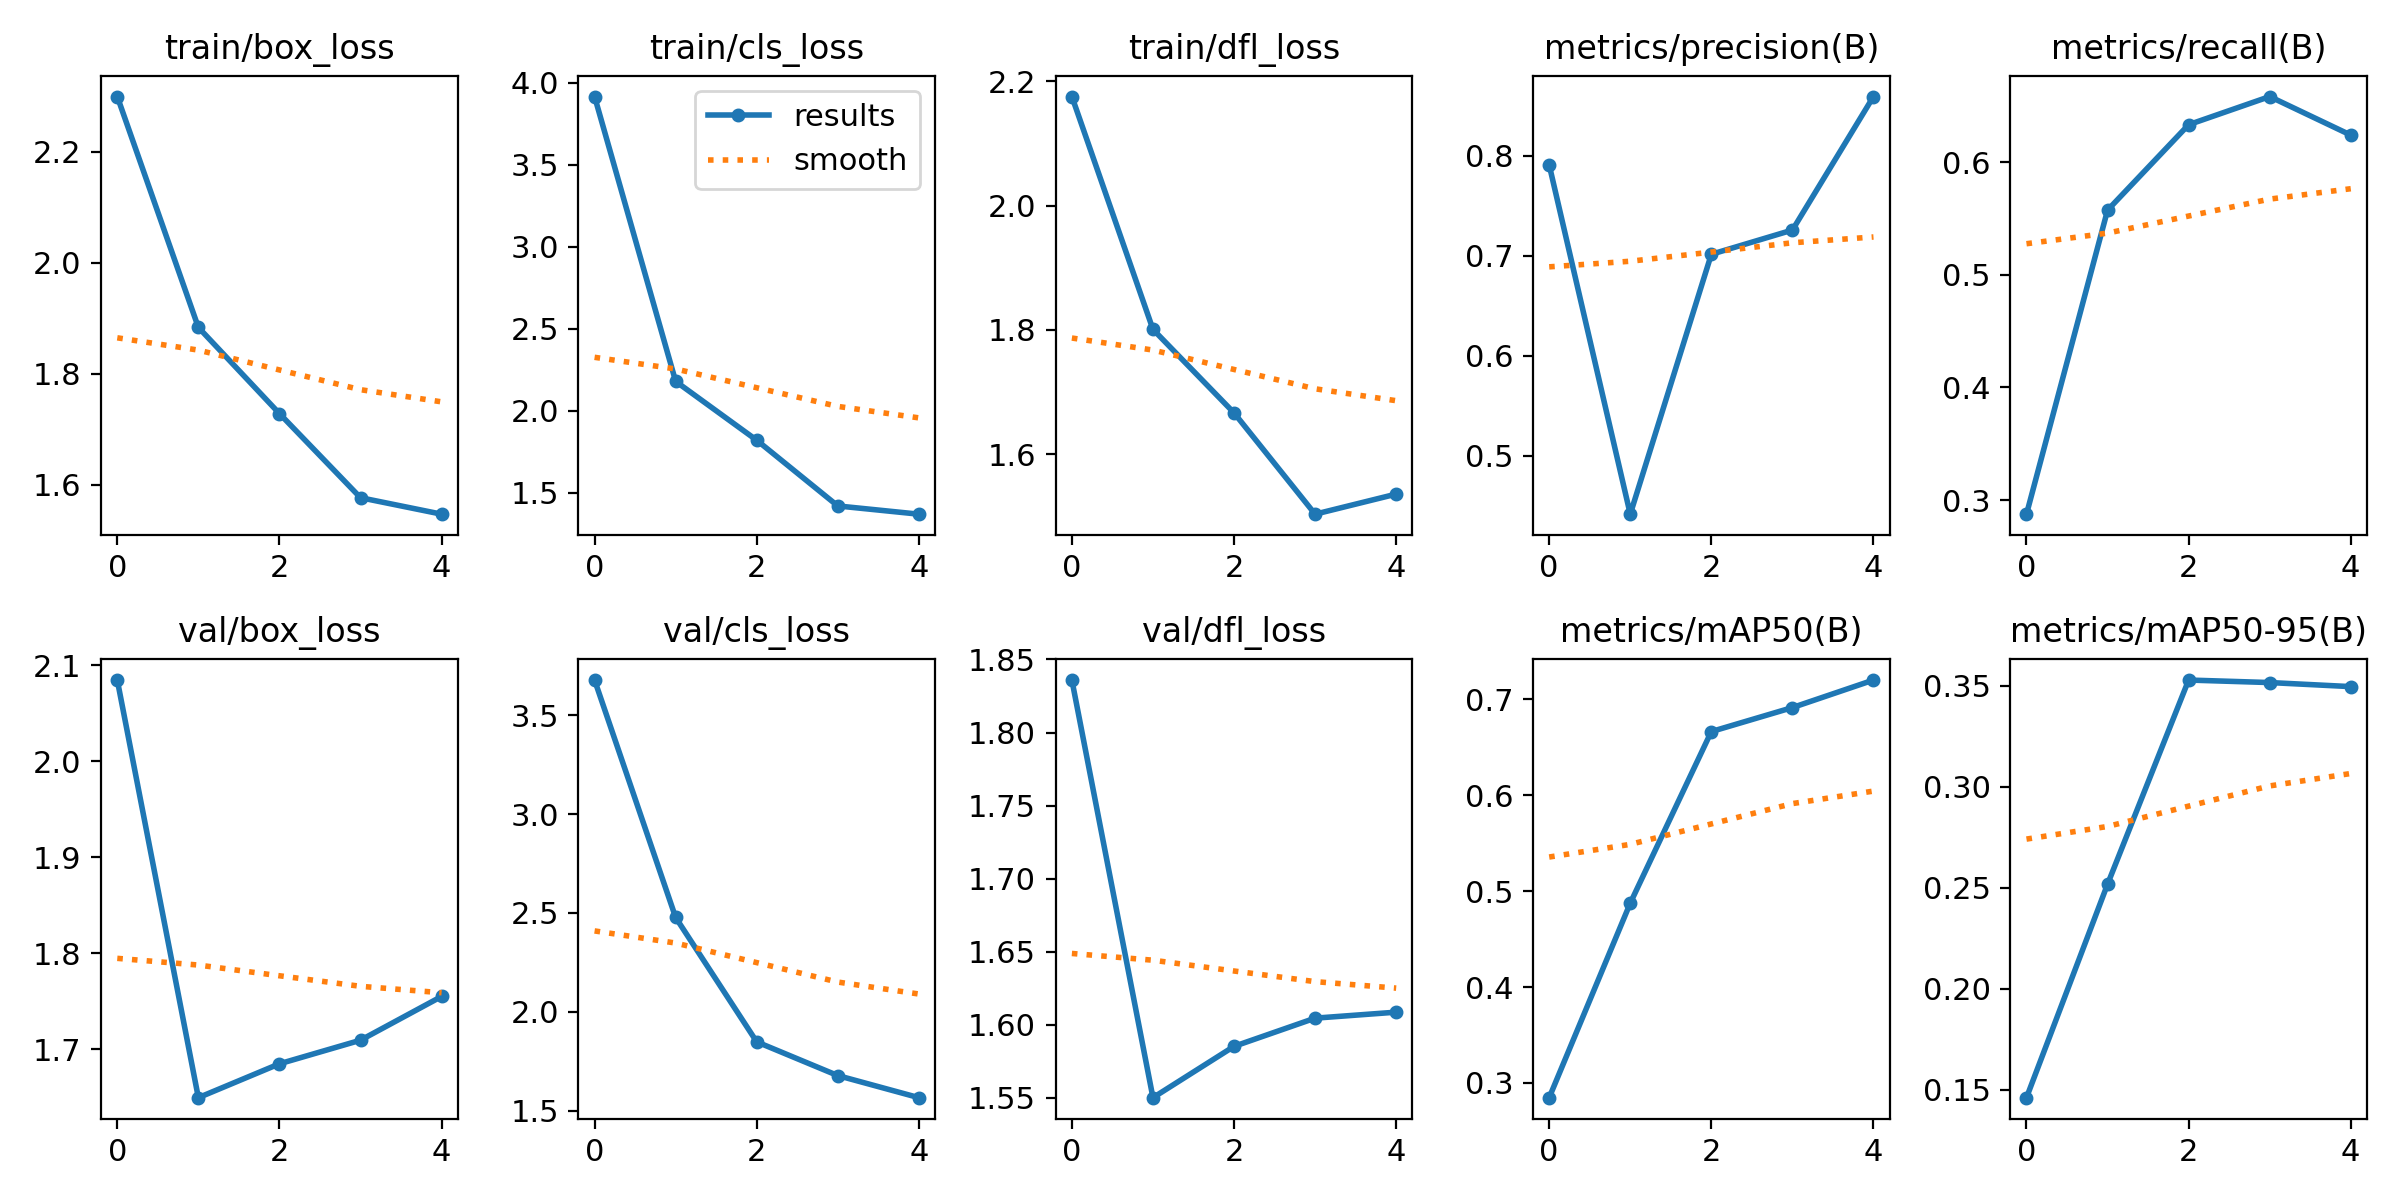 train/box_loss
2.2
2.0
1.8
1.6
0 2 4
train/cls_loss
4.0
3.5
3.0
2.5
2.0
1.5
results
smooth
0 2 4
train/dfl_loss
2.2
2.0
1.8
1.6
0 2 4
metrics/precision(B)
0.8
0.7
0.6
0.5
0 2 4
metrics/recall(B)
0.6
0.5
0.4
0.3
0 2 4
val/box_loss
2.1
2.0
1.9
1.8
1.7
0 2 4
val/cls_loss
3.5
3.0
2.5
2.0
1.5
0 2 4
val/dfl_loss
1.85
1.80
1.75
1.70
1.65
1.60
1.55
0 2 4
metrics/mAP50(B)
0.7
0.6
0.5
0.4
0.3
0 2 4
metrics/mAP50-95(B)
0.35
0.30
0.25
0.20
0.15
0 2 4